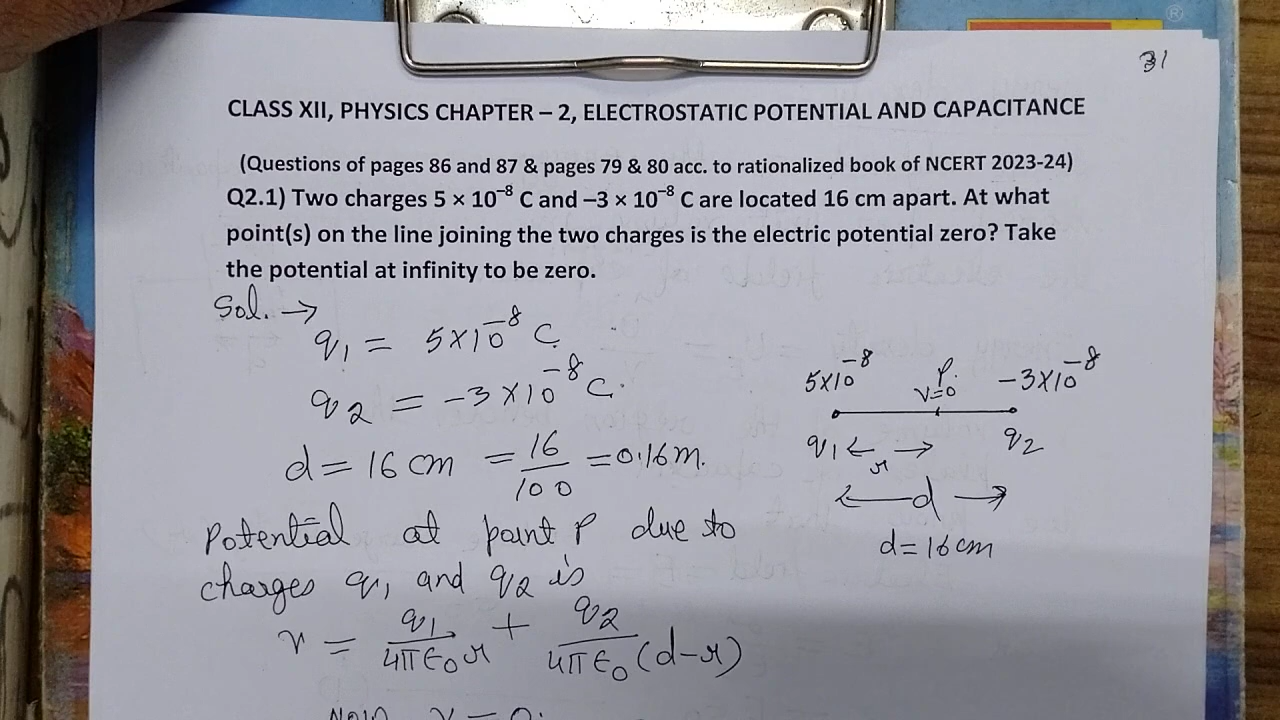 31
CLASS XII, PHYSICS CHAPTER – 2, ELECTROSTATIC POTENTIAL AND CAPACITANCE
(Questions of pages 86 and 87 & pages 79 & 80 acc. to rationalized book of NCERT 2023-24)
Q2.1) Two charges 5 × 10⁻⁸ C and –3 × 10⁻⁸ C are located 16 cm apart. At what
point(s) on the line joining the two charges is the electric potential zero? Take
the potential at infinity to be zero.
Sol. →
q₁ = 5×10⁻⁸ C.
q₂ = -3×10⁻⁸ C.
d = 16 cm = 16/100 = 0.16m.
5×10⁻⁸ P. V=0 -3×10⁻⁸
q₁ ← r → q₂
← d →
d=16cm
Potential at point P due to
charges q₁ and q₂ is
V = q₁/4πε₀r + q₂/4πε₀(d-r)
Now V = 0.
®